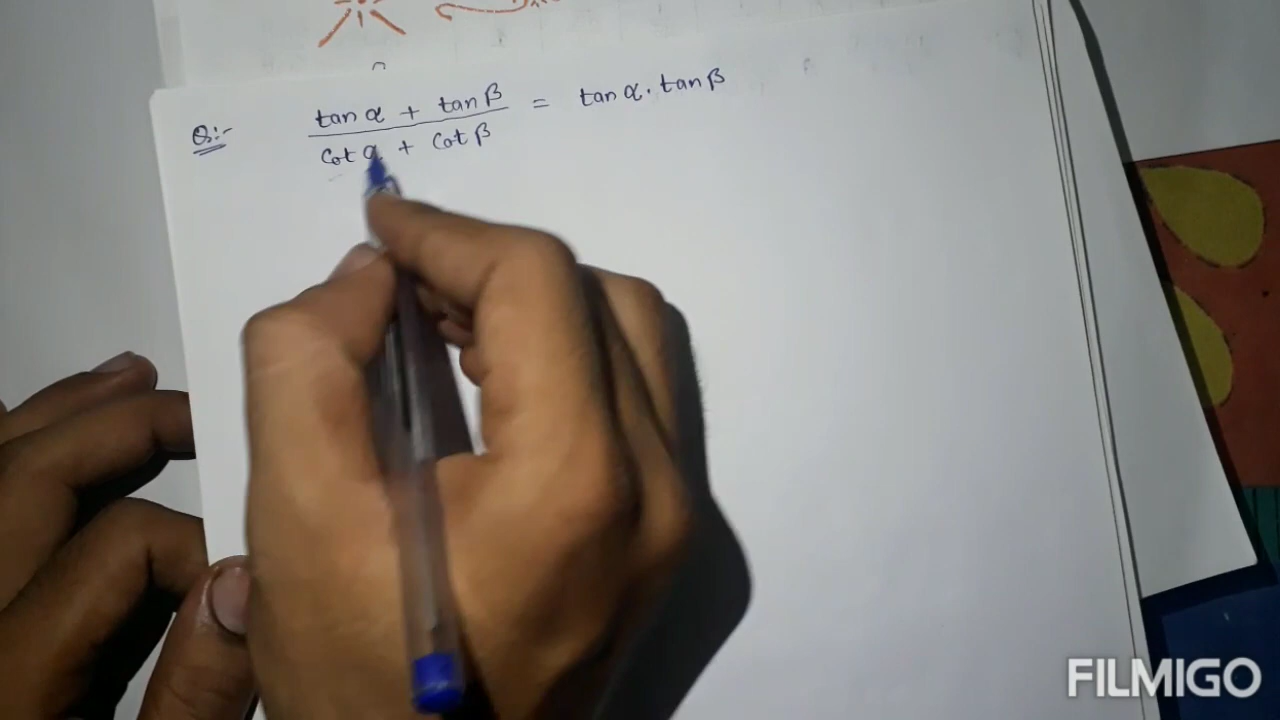 Q:- tan α + tan β / cot α + cot β = tan α . tan β
FILMIGO